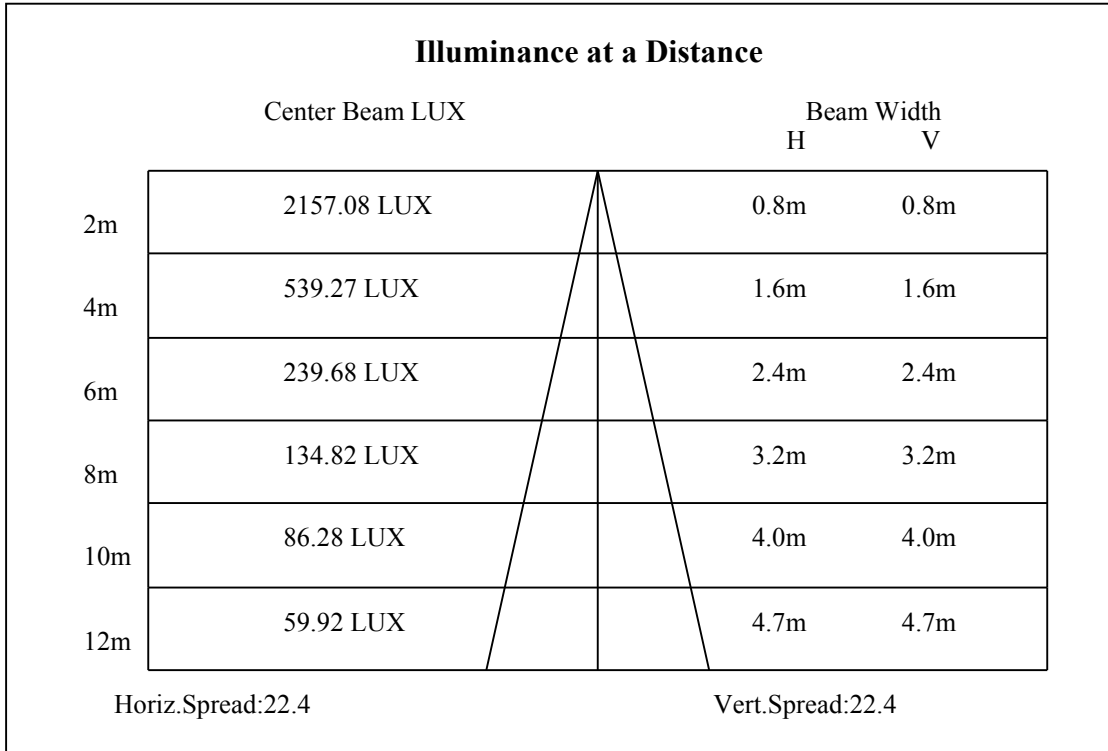 Illuminance at a Distance
Center Beam LUX Beam Width
H V
2m 2157.08 LUX 0.8m 0.8m
4m 539.27 LUX 1.6m 1.6m
6m 239.68 LUX 2.4m 2.4m
8m 134.82 LUX 3.2m 3.2m
10m 86.28 LUX 4.0m 4.0m
12m 59.92 LUX 4.7m 4.7m
Horiz.Spread:22.4 Vert.Spread:22.4